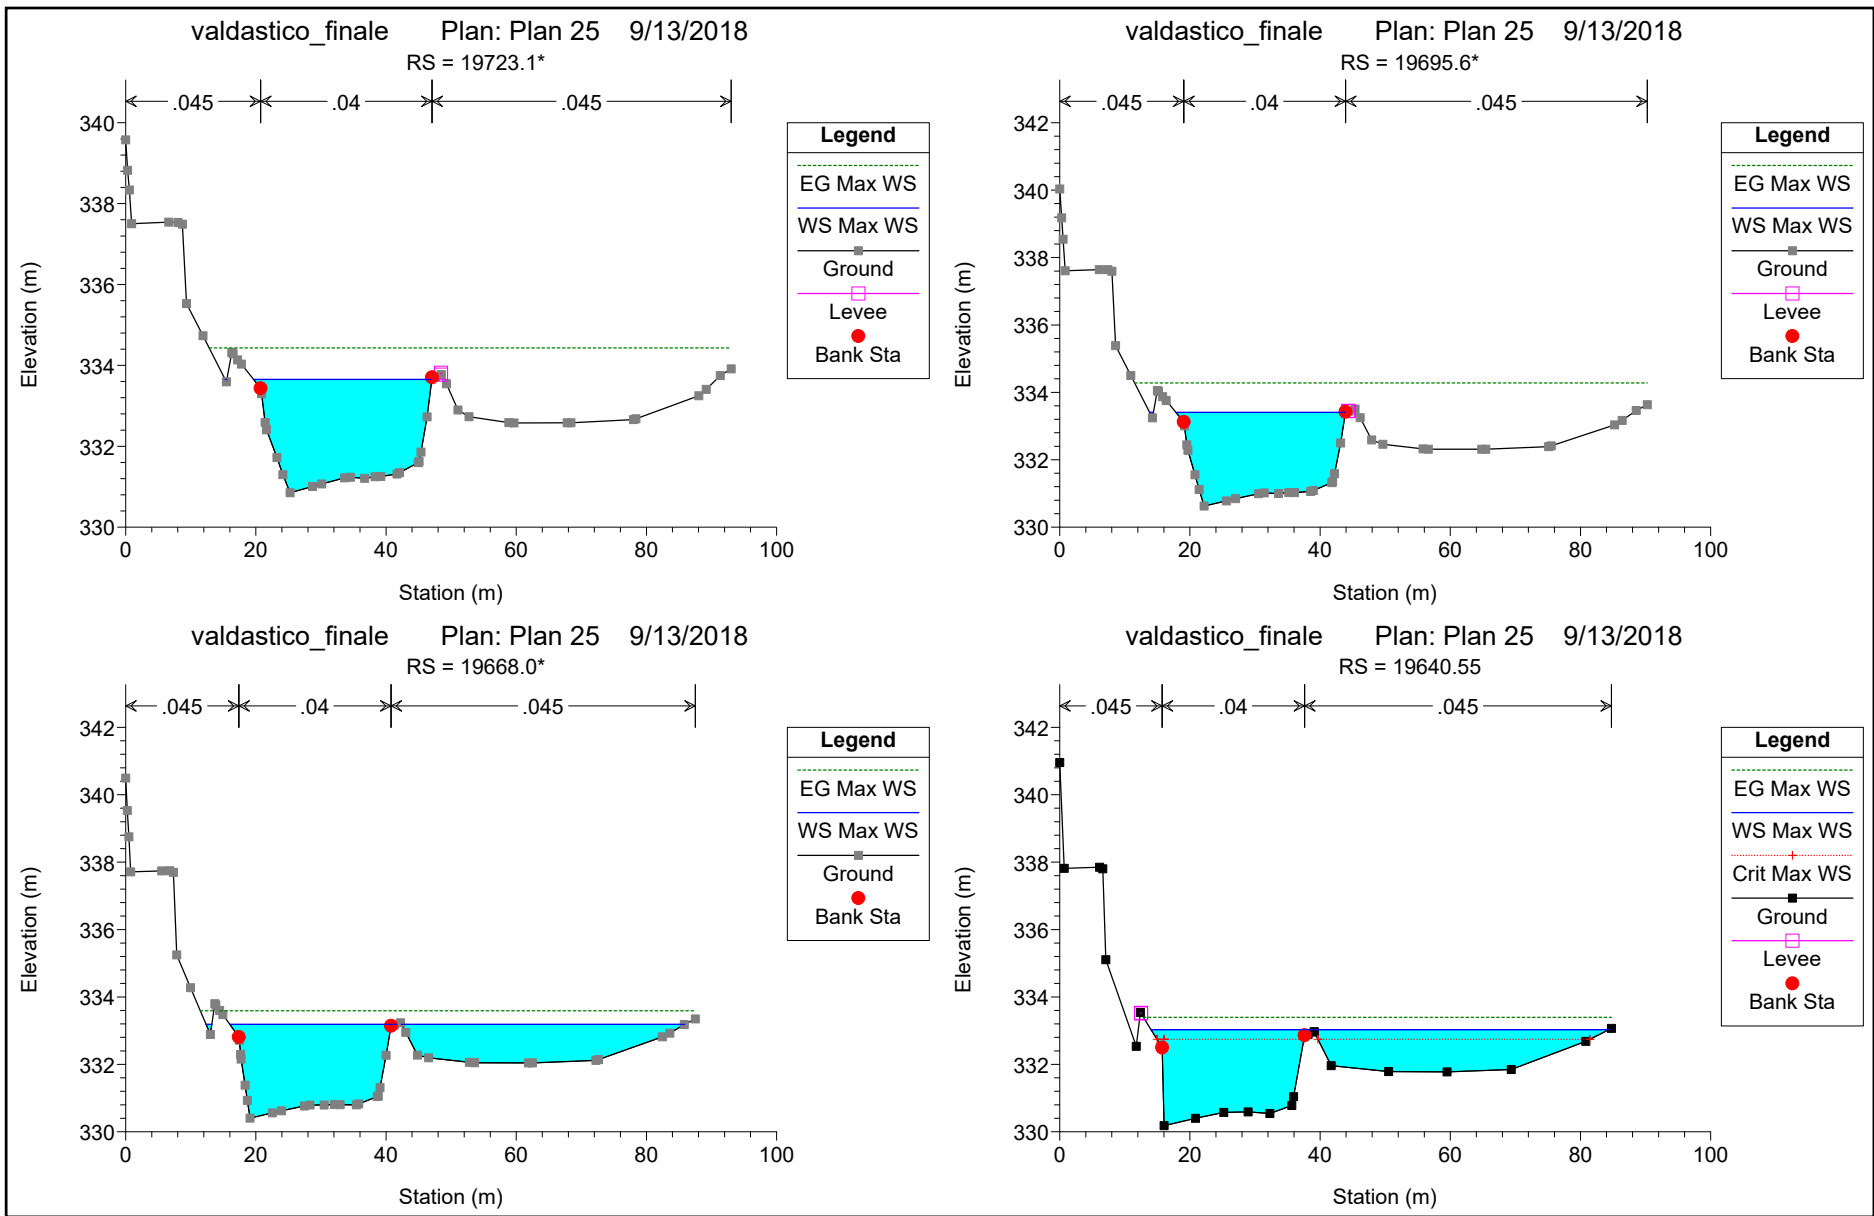 valdastico_finale Plan: Plan 25 9/13/2018
RS = 19723.1*
.045 .04 .045
340
338
336
334
332
330
0 20 40 60 80 100
Elevation (m)
Station (m)
Legend
EG Max WS
WS Max WS
Ground
Levee
Bank Sta
valdastico_finale Plan: Plan 25 9/13/2018
RS = 19695.6*
.045 .04 .045
342
340
338
336
334
332
330
0 20 40 60 80 100
Elevation (m)
Station (m)
Legend
EG Max WS
WS Max WS
Ground
Levee
Bank Sta
valdastico_finale Plan: Plan 25 9/13/2018
RS = 19668.0*
.045 .04 .045
342
340
338
336
334
332
330
0 20 40 60 80 100
Elevation (m)
Station (m)
Legend
EG Max WS
WS Max WS
Ground
Bank Sta
valdastico_finale Plan: Plan 25 9/13/2018
RS = 19640.55
.045 .04 .045
342
340
338
336
334
332
330
0 20 40 60 80 100
Elevation (m)
Station (m)
Legend
EG Max WS
WS Max WS
Crit Max WS
Ground
Levee
Bank Sta